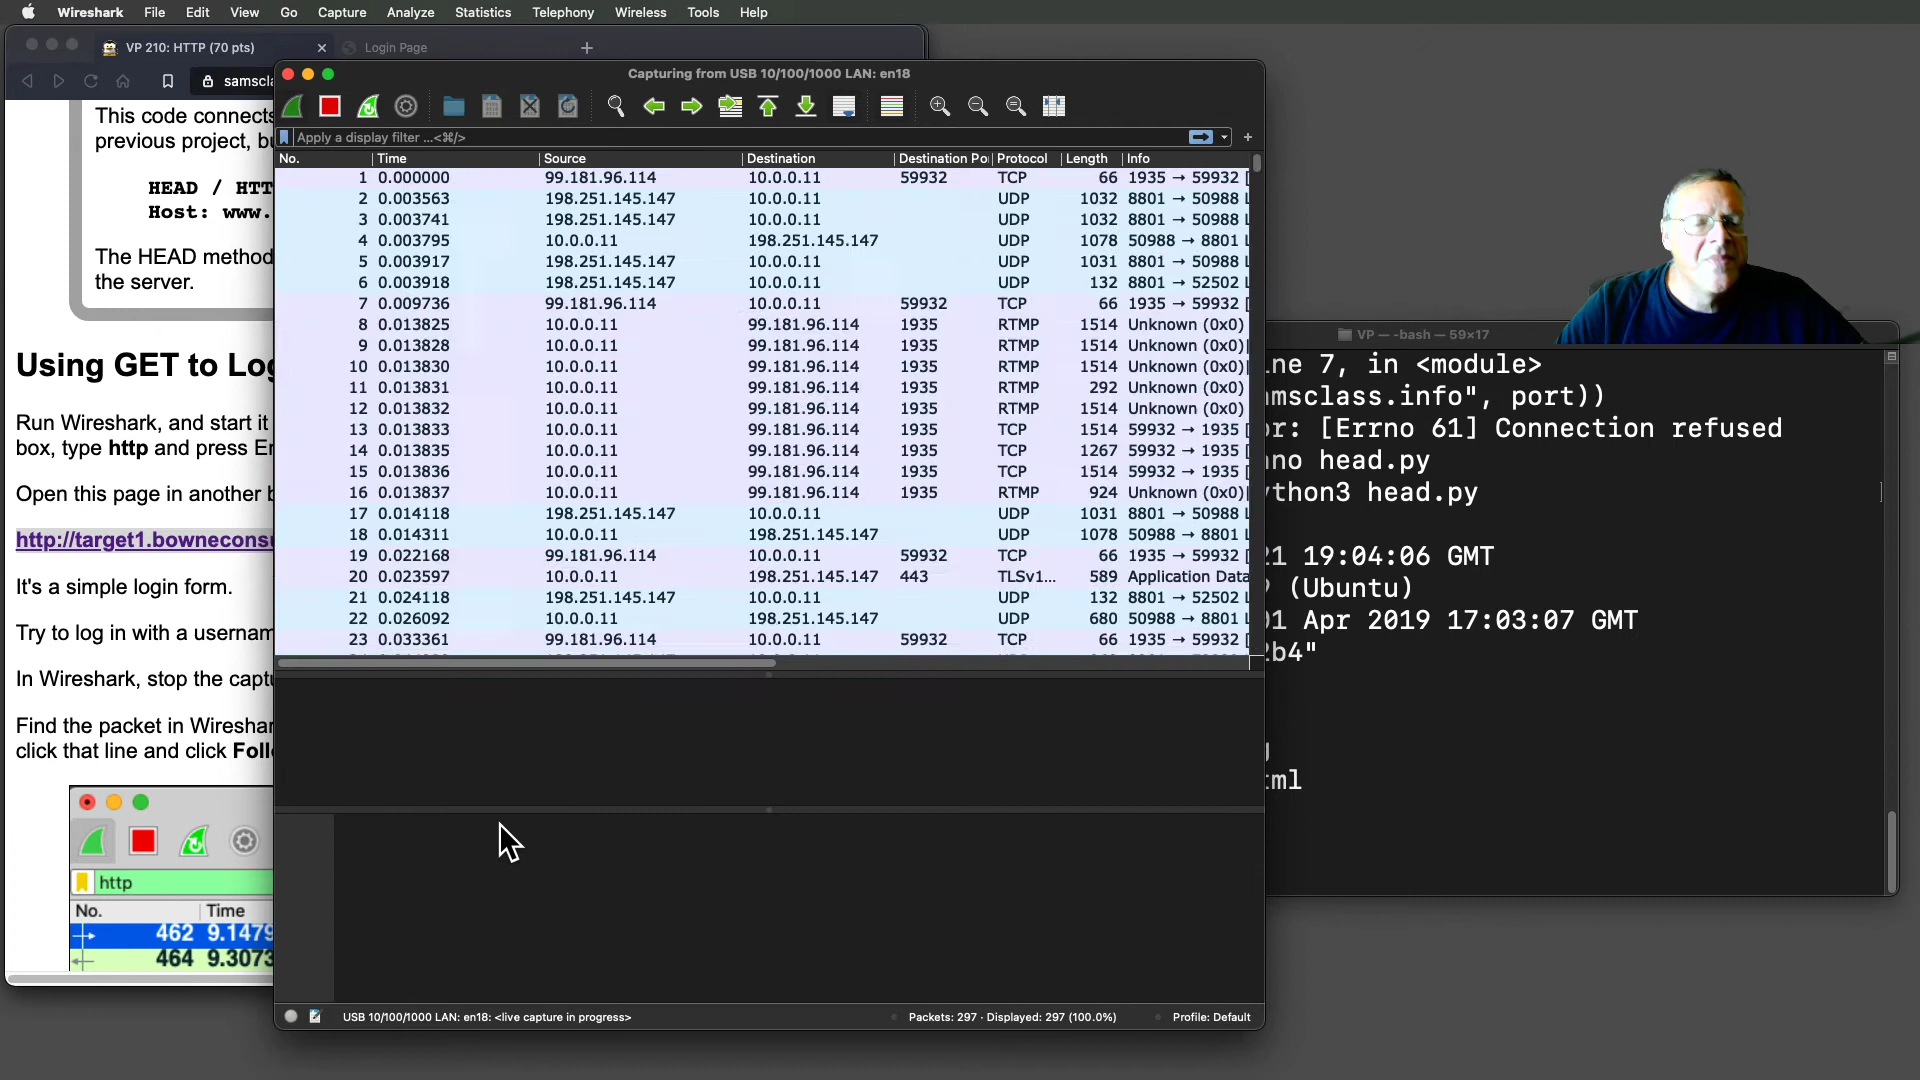 Wireshark File Edit View Go Capture Analyze Statistics Telephony Wireless Tools Help
VP 210: HTTP (70 pts)
Login Page
samscla
This code connects
previous project, bu
HEAD / HTT
Host: www.
The HEAD method
the server.
Using GET to Log
Run Wireshark, and start it
box, type http and press En
Open this page in another b
http://target1.bowneconsu
It's a simple login form.
Try to log in with a usernam
In Wireshark, stop the captu
Find the packet in Wireshar
click that line and click Follo
http
No. Time
462 9.1479
464 9.3073
Capturing from USB 10/100/1000 LAN: en18
Apply a display filter ...<⌘/>
No. Time Source Destination Destination Po Protocol Length Info
1 0.000000 99.181.96.114 10.0.0.11 59932 TCP 66 1935 → 59932 [
2 0.003563 198.251.145.147 10.0.0.11 UDP 1032 8801 → 50988 L
3 0.003741 198.251.145.147 10.0.0.11 UDP 1032 8801 → 50988 L
4 0.003795 10.0.0.11 198.251.145.147 UDP 1078 50988 → 8801 L
5 0.003917 198.251.145.147 10.0.0.11 UDP 1031 8801 → 50988 L
6 0.003918 198.251.145.147 10.0.0.11 UDP 132 8801 → 52502 L
7 0.009736 99.181.96.114 10.0.0.11 59932 TCP 66 1935 → 59932 [
8 0.013825 10.0.0.11 99.181.96.114 1935 RTMP 1514 Unknown (0x0)
9 0.013828 10.0.0.11 99.181.96.114 1935 RTMP 1514 Unknown (0x0)|
10 0.013830 10.0.0.11 99.181.96.114 1935 RTMP 1514 Unknown (0x0)
11 0.013831 10.0.0.11 99.181.96.114 1935 RTMP 292 Unknown (0x0)
12 0.013832 10.0.0.11 99.181.96.114 1935 RTMP 1514 Unknown (0x0)
13 0.013833 10.0.0.11 99.181.96.114 1935 TCP 1514 59932 → 1935 [
14 0.013835 10.0.0.11 99.181.96.114 1935 TCP 1267 59932 → 1935 [
15 0.013836 10.0.0.11 99.181.96.114 1935 TCP 1514 59932 → 1935 [
16 0.013837 10.0.0.11 99.181.96.114 1935 RTMP 924 Unknown (0x0)|
17 0.014118 198.251.145.147 10.0.0.11 UDP 1031 8801 → 50988 L
18 0.014311 10.0.0.11 198.251.145.147 UDP 1078 50988 → 8801 L
19 0.022168 99.181.96.114 10.0.0.11 59932 TCP 66 1935 → 59932 [
20 0.023597 10.0.0.11 198.251.145.147 443 TLSv1... 589 Application Data
21 0.024118 198.251.145.147 10.0.0.11 UDP 132 8801 → 52502 L
22 0.026092 10.0.0.11 198.251.145.147 UDP 680 50988 → 8801 L
23 0.033361 99.181.96.114 10.0.0.11 59932 TCP 66 1935 → 59932 [
USB 10/100/1000 LAN: en18: <live capture in progress>
Packets: 297 · Displayed: 297 (100.0%)
Profile: Default
VP — -bash — 59×17
ne 7, in <module>
msclass.info", port))
or: [Errno 61] Connection refused
no head.py
ython3 head.py
21 19:04:06 GMT
(Ubuntu)
01 Apr 2019 17:03:07 GMT
2b4"
tml